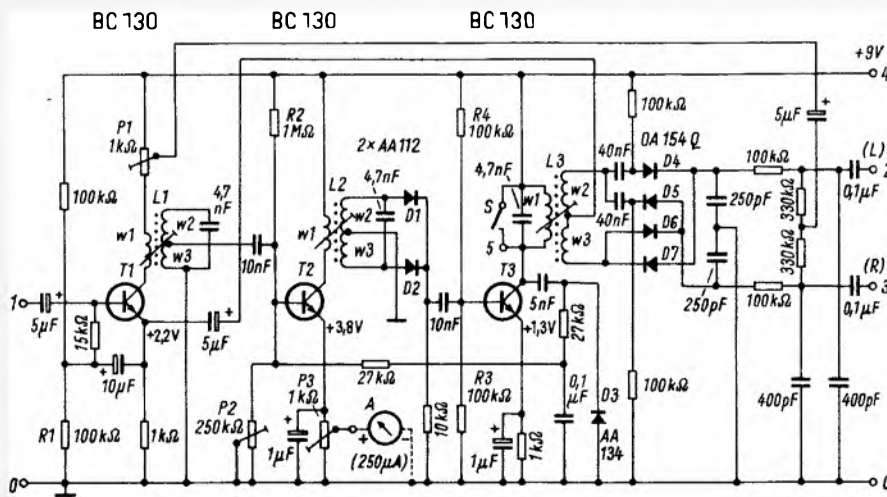 BC 130 BC 130 BC 130
+9V
4
P1
1kΩ
R2
1MΩ
R4
100kΩ
100kΩ
5µF +
2×AA112
OA 154 Q
(L)
2
100kΩ
L1
4,7
nF
w1
w2
w3
L2
4,7nF
w1
w2
w3
D1
D2
4,7nF
S
5
w1
L3
w2
w3
40nF
40nF
D4
D5
D6
D7
100kΩ
250pF
250pF
100kΩ
330kΩ
330kΩ
0,1µF
(R)
3
0,1µF
T1
10nF
T2
10nF
T3
5nF
1
5µF
+
15kΩ
+2,2V
5µF
+
+3,8V
+1,3V
27kΩ
+
10µF
27kΩ
0,1
µF
100kΩ
400pF
400pF
R1
100kΩ
1kΩ
P2
250kΩ
P3
1kΩ
+
1µF
A
+
(250µA)
10kΩ
R3
100kΩ
+
1µF
1kΩ
D3
AA
134
0
0